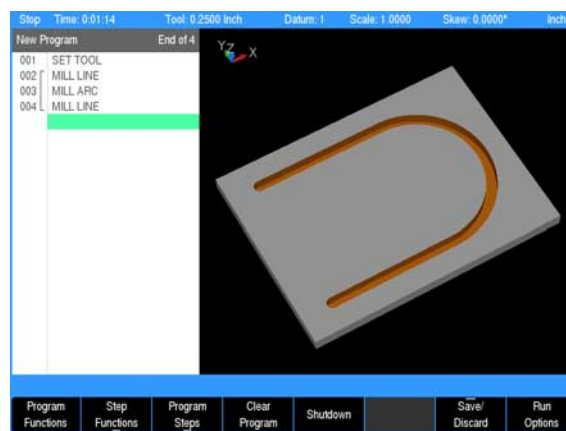 Stop Time: 0:01:14 Tool: 0.2500 Inch Datum: 1 Scale: 1.0000 Skew: 0.0000° Inch
New Program End of 4
001 SET TOOL
002 MILL LINE
003 MILL ARC
004 MILL LINE
Y Z X
Program Functions
Step Functions
Program Steps
Clear Program
Shutdown
Save/ Discard
Run Options